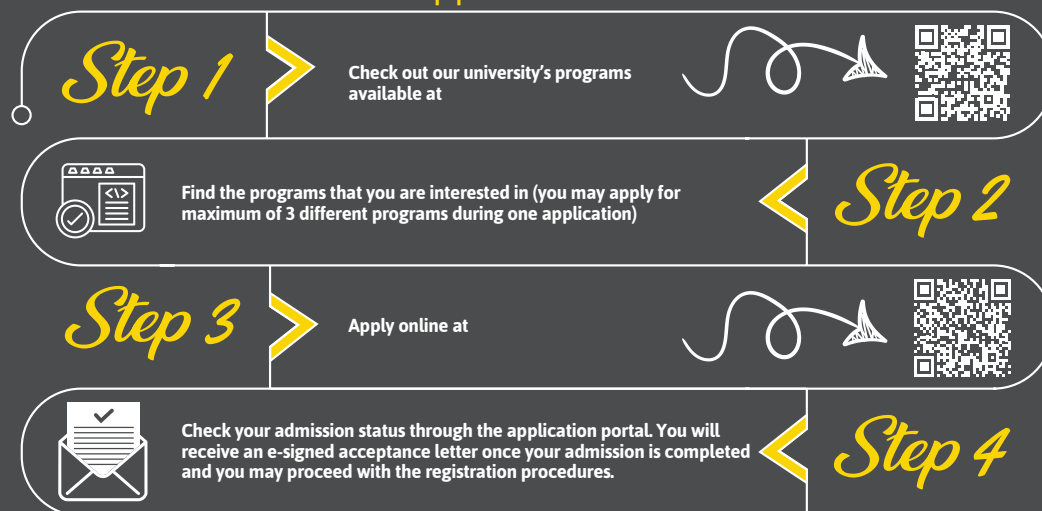 Step 1
Check out our university's programs
available at
Find the programs that you are interested in (you may apply for
maximum of 3 different programs during one application)
Step 2
Step 3
Apply online at
Check your admission status through the application portal. You will
receive an e-signed acceptance letter once your admission is completed
and you may proceed with the registration procedures.
Step 4